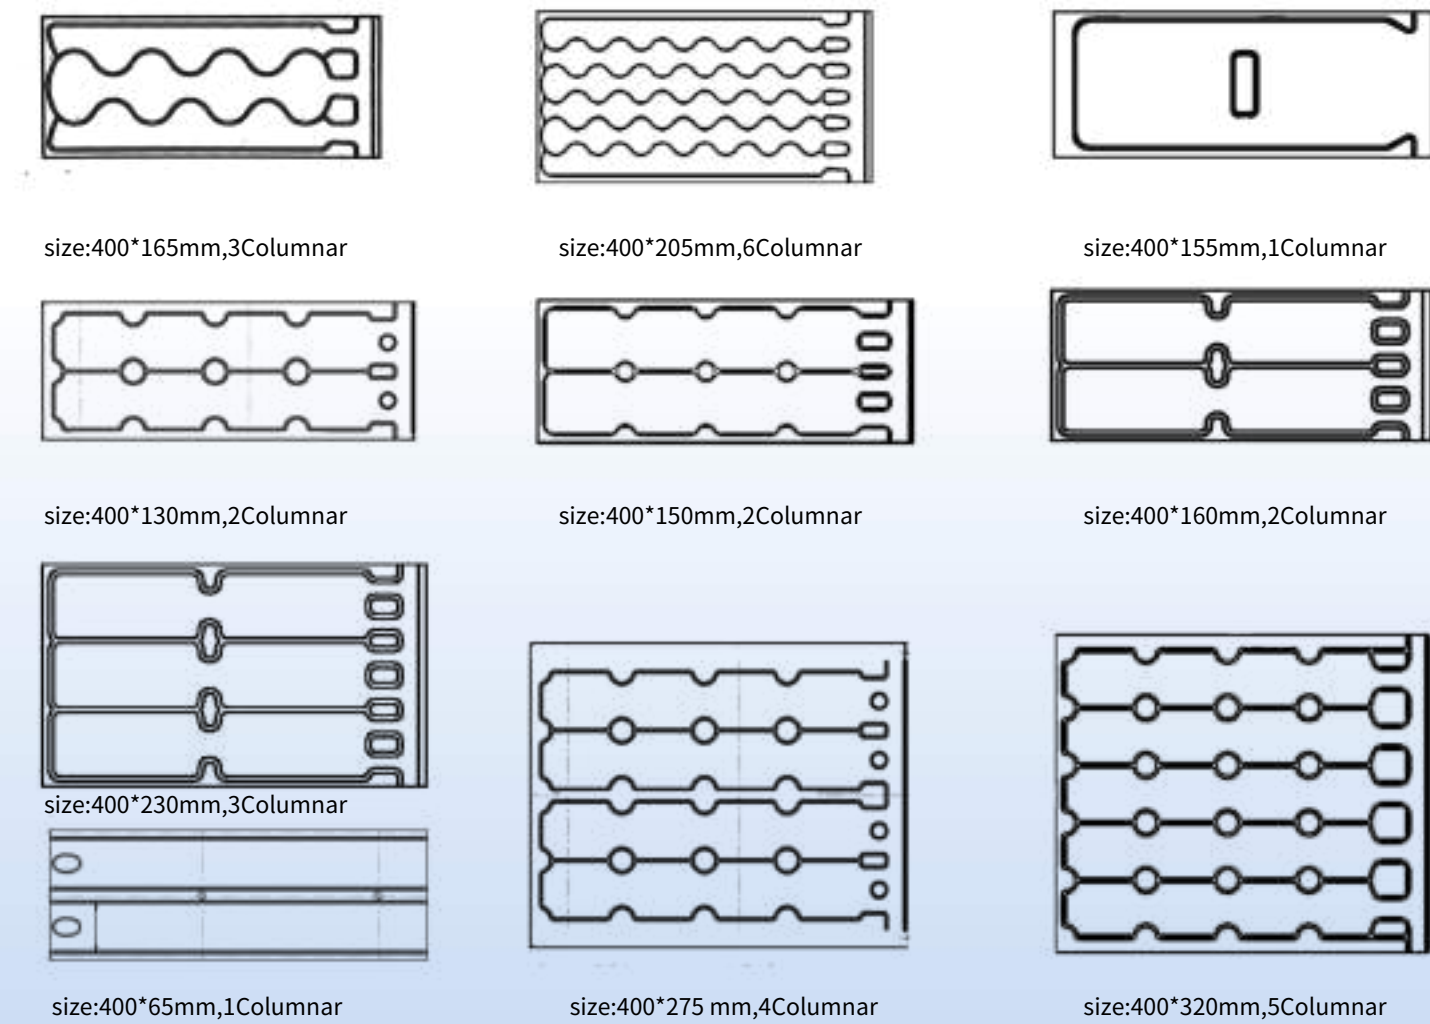 size:400*165mm,3Columnar
size:400*205mm,6Columnar
size:400*155mm,1Columnar
size:400*130mm,2Columnar
size:400*150mm,2Columnar
size:400*160mm,2Columnar
size:400*230mm,3Columnar
size:400*65mm,1Columnar
size:400*275 mm,4Columnar
size:400*320mm,5Columnar